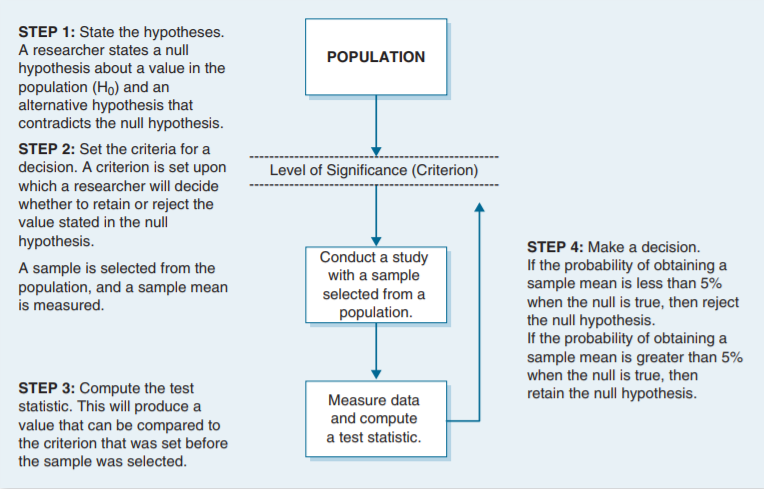 STEP 1: State the hypotheses.
A researcher states a null
hypothesis about a value in the
population (H₀) and an
alternative hypothesis that
contradicts the null hypothesis.
STEP 2: Set the criteria for a
decision. A criterion is set upon
which a researcher will decide
whether to retain or reject the
value stated in the null
hypothesis.
A sample is selected from the
population, and a sample mean
is measured.
STEP 3: Compute the test
statistic. This will produce a
value that can be compared to
the criterion that was set before
the sample was selected.
POPULATION
Level of Significance (Criterion)
Conduct a study
with a sample
selected from a
population.
Measure data
and compute
a test statistic.
STEP 4: Make a decision.
If the probability of obtaining a
sample mean is less than 5%
when the null is true, then reject
the null hypothesis.
If the probability of obtaining a
sample mean is greater than 5%
when the null is true, then
retain the null hypothesis.